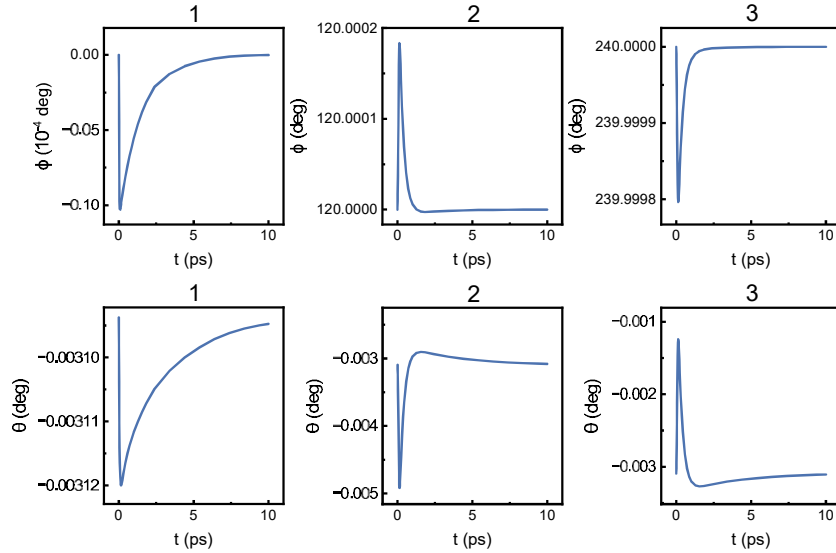 1 2 3
ϕ (10⁻⁴ deg)
0.00
−0.05
−0.10
0 5 10
t (ps)
ϕ (deg)
120.0002
120.0001
120.0000
0 5 10
t (ps)
ϕ (deg)
240.0000
239.9999
239.9998
0 5 10
t (ps)
1 2 3
θ (deg)
−0.00310
−0.00311
−0.00312
0 5 10
t (ps)
θ (deg)
−0.003
−0.004
−0.005
0 5 10
t (ps)
θ (deg)
−0.001
−0.002
−0.003
0 5 10
t (ps)